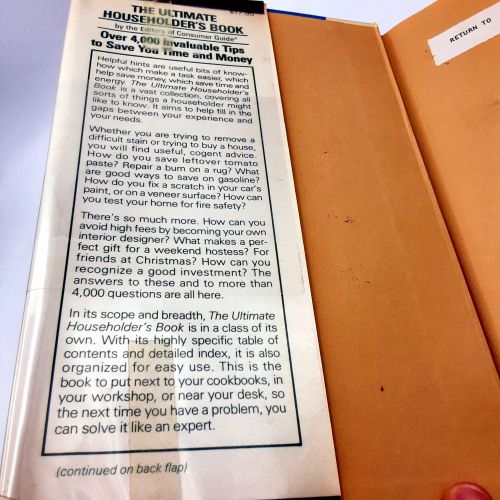 THE ULTIMATE
HOUSEHOLDER'S BOOK
by the Editors of Consumer Guide®
Over 4,000 Invaluable Tips
to Save You Time and Money
Helpful hints are useful bits of know-
how which make a task easier, which
help save money, which save time and
energy. The Ultimate Householder's
Book is a vast collection, covering all
sorts of things a householder might
like to know. It aims to help fill in the
gaps between your experience and
your needs.
Whether you are trying to remove a
difficult stain or trying to buy a house,
you will find useful, cogent advice.
How do you save leftover tomato
paste? Repair a burn on a rug? What
are good ways to save on gasoline?
How do you fix a scratch in your car's
paint, or on a veneer surface? How can
you test your home for fire safety?
There's so much more. How can you
avoid high fees by becoming your own
interior designer? What makes a per-
fect gift for a weekend hostess? For
friends at Christmas? How can you
recognize a good investment? The
answers to these and to more than
4,000 questions are all here.
In its scope and breadth, The Ultimate
Householder's Book is in a class of its
own. With its highly specific table of
contents and detailed index, it is also
organized for easy use. This is the
book to put next to your cookbooks, in
your workshop, or near your desk, so
the next time you have a problem, you
can solve it like an expert.
(continued on back flap)
RETURN TO